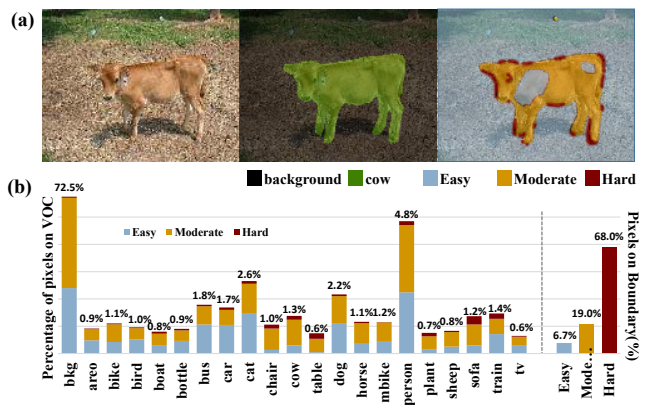 (a)
background cow Easy Moderate Hard
(b)
Percentage of pixels on VOC
Pixels on Boundary(%)
Easy Moderate Hard
72.5%
0.9%
1.1%
1.0%
0.8%
0.9%
1.8%
1.7%
2.6%
1.0%
1.3%
0.6%
2.2%
1.1%
1.2%
4.8%
0.7%
0.8%
1.2%
1.4%
0.6%
6.7%
19.0%
68.0%
bkg
areo
bike
bird
boat
bottle
bus
car
cat
chair
cow
table
dog
horse
mbike
person
plant
sheep
sofa
train
tv
Easy
Mode…
Hard